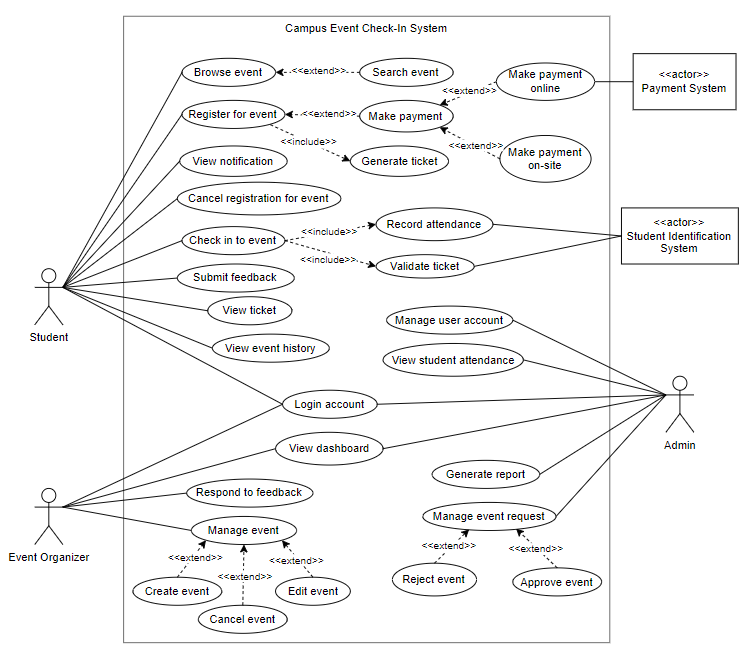 Campus Event Check-In System
Browse event
<<extend>>
Search event
Make payment
online
<<actor>>
Payment System
<<extend>>
Register for event
<<extend>>
Make payment
<<include>>
Generate ticket
<<extend>>
Make payment
on-site
View notification
Cancel registration for event
Check in to event
<<include>>
Record attendance
<<include>>
Validate ticket
<<actor>>
Student Identification
System
Submit feedback
View ticket
View event history
Student
Manage user account
View student attendance
Login account
View dashboard
Admin
Generate report
Respond to feedback
Manage event request
Manage event
Event Organizer
<<extend>>
<<extend>>
<<extend>>
Create event
Edit event
Cancel event
<<extend>>
<<extend>>
Reject event
Approve event